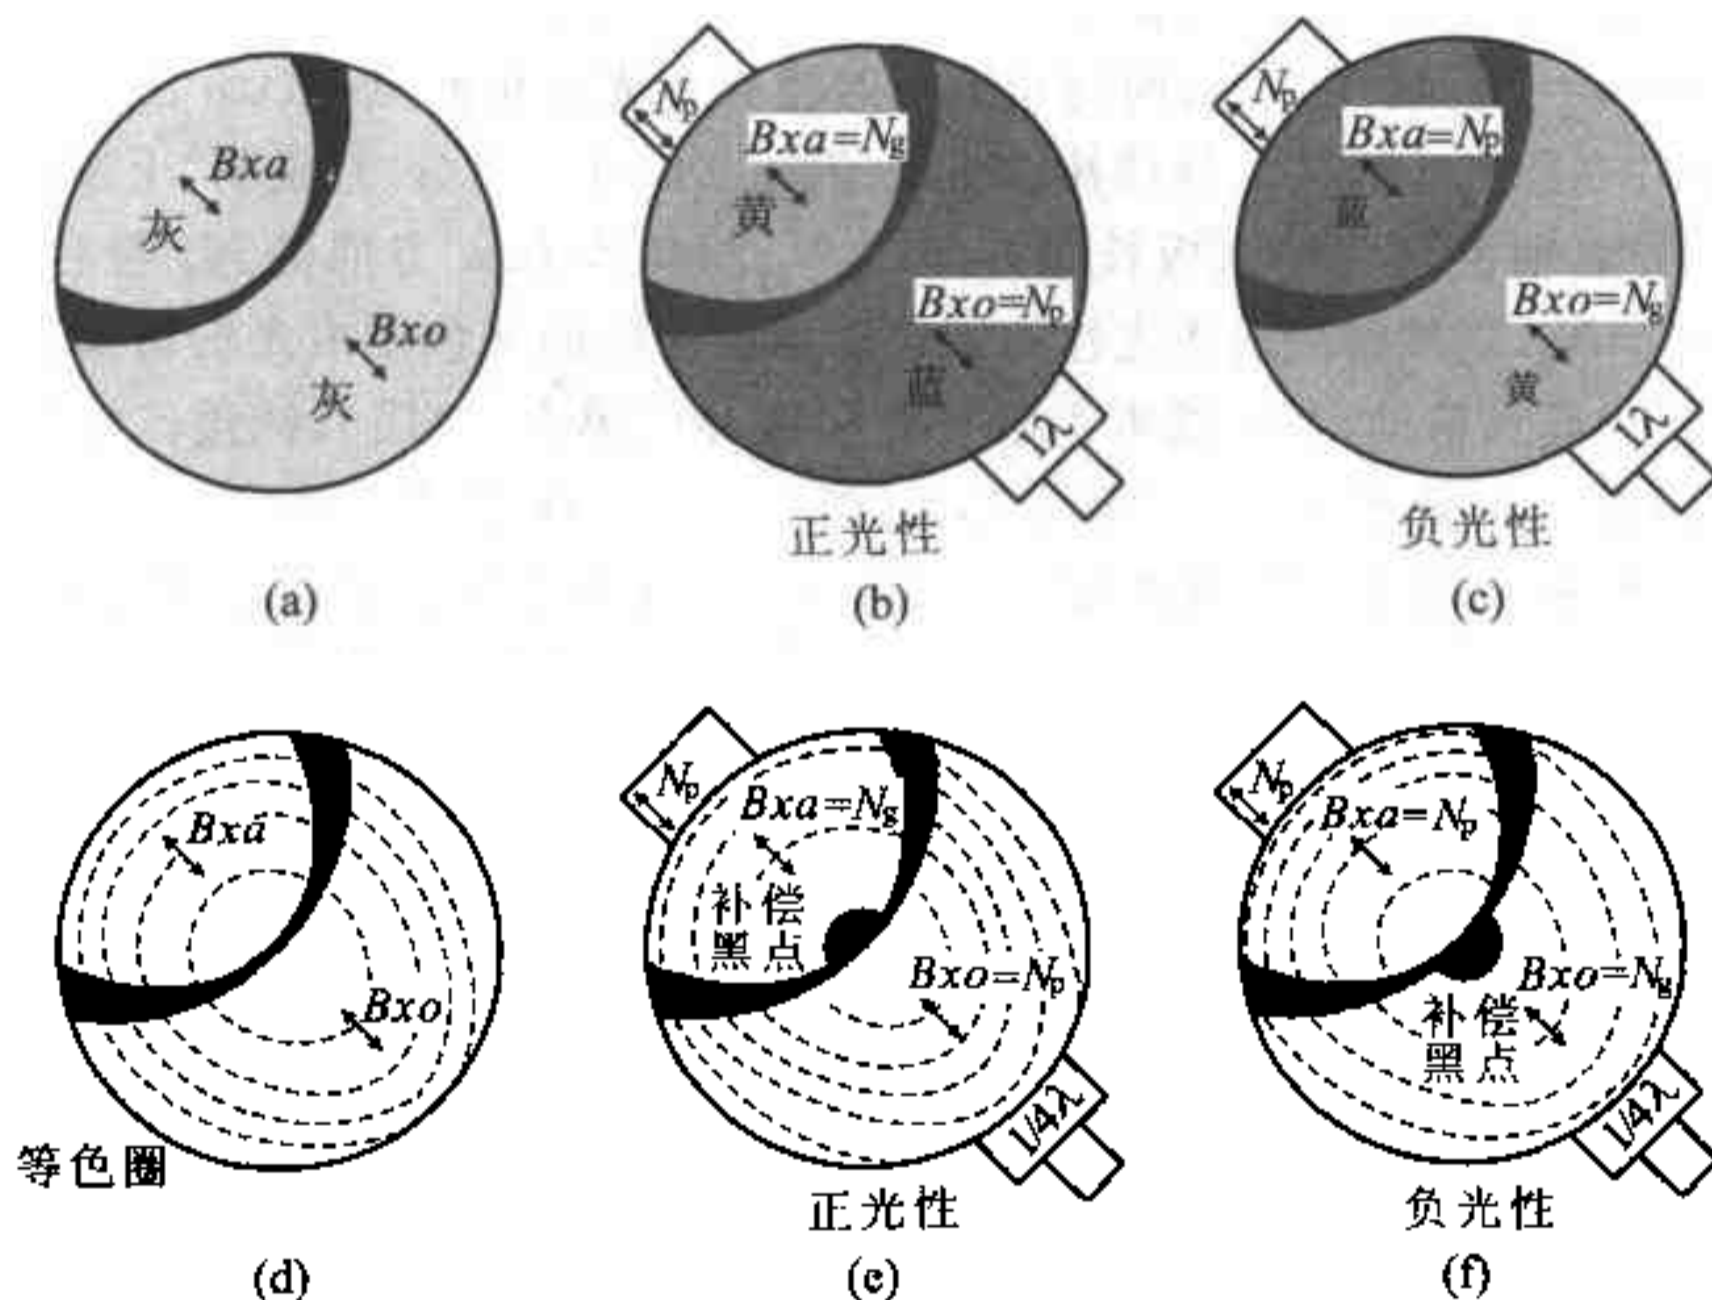 Bxa
灰
Bxo
灰
(a)
Np
Bxa=Ng
黄
Bxo=Np
蓝
1λ
正光性
(b)
Np
Bxa=Np
蓝
Bxo=Ng
黄
1λ
负光性
(c)
Bxa
Bxo
等色圈
(d)
Np
Bxa=Ng
补偿
黑点
Bxo=Np
1/4λ
正光性
(e)
Np
Bxa=Np
Bxo=Ng
补偿
黑点
1/4λ
负光性
(f)